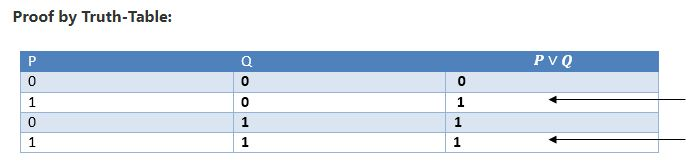 Proof by Truth-Table:
P Q P ∨ Q
0 0 0
1 0 1
0 1 1
1 1 1